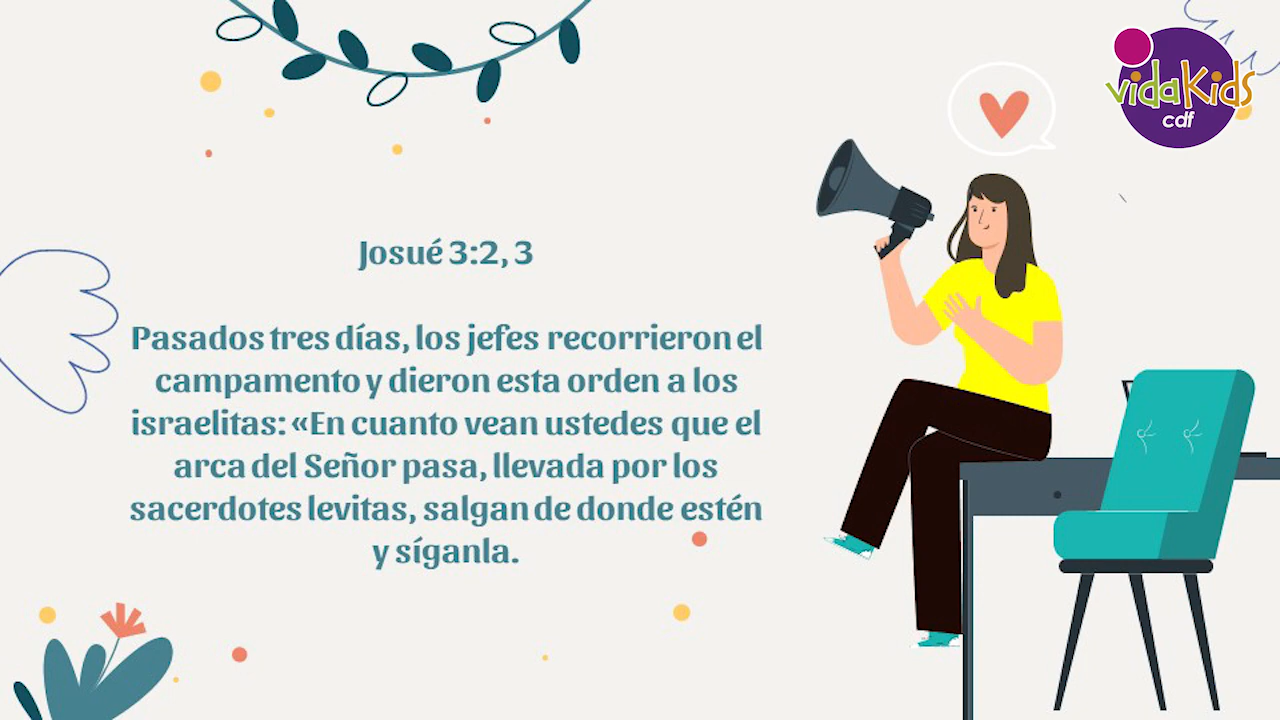 vidaKids
cdf
Josué 3:2, 3
Pasados tres días, los jefes recorrieron el
campamento y dieron esta orden a los
israelitas: «En cuanto vean ustedes que el
arca del Señor pasa, llevada por los
sacerdotes levitas, salgan de donde estén
y síganla.